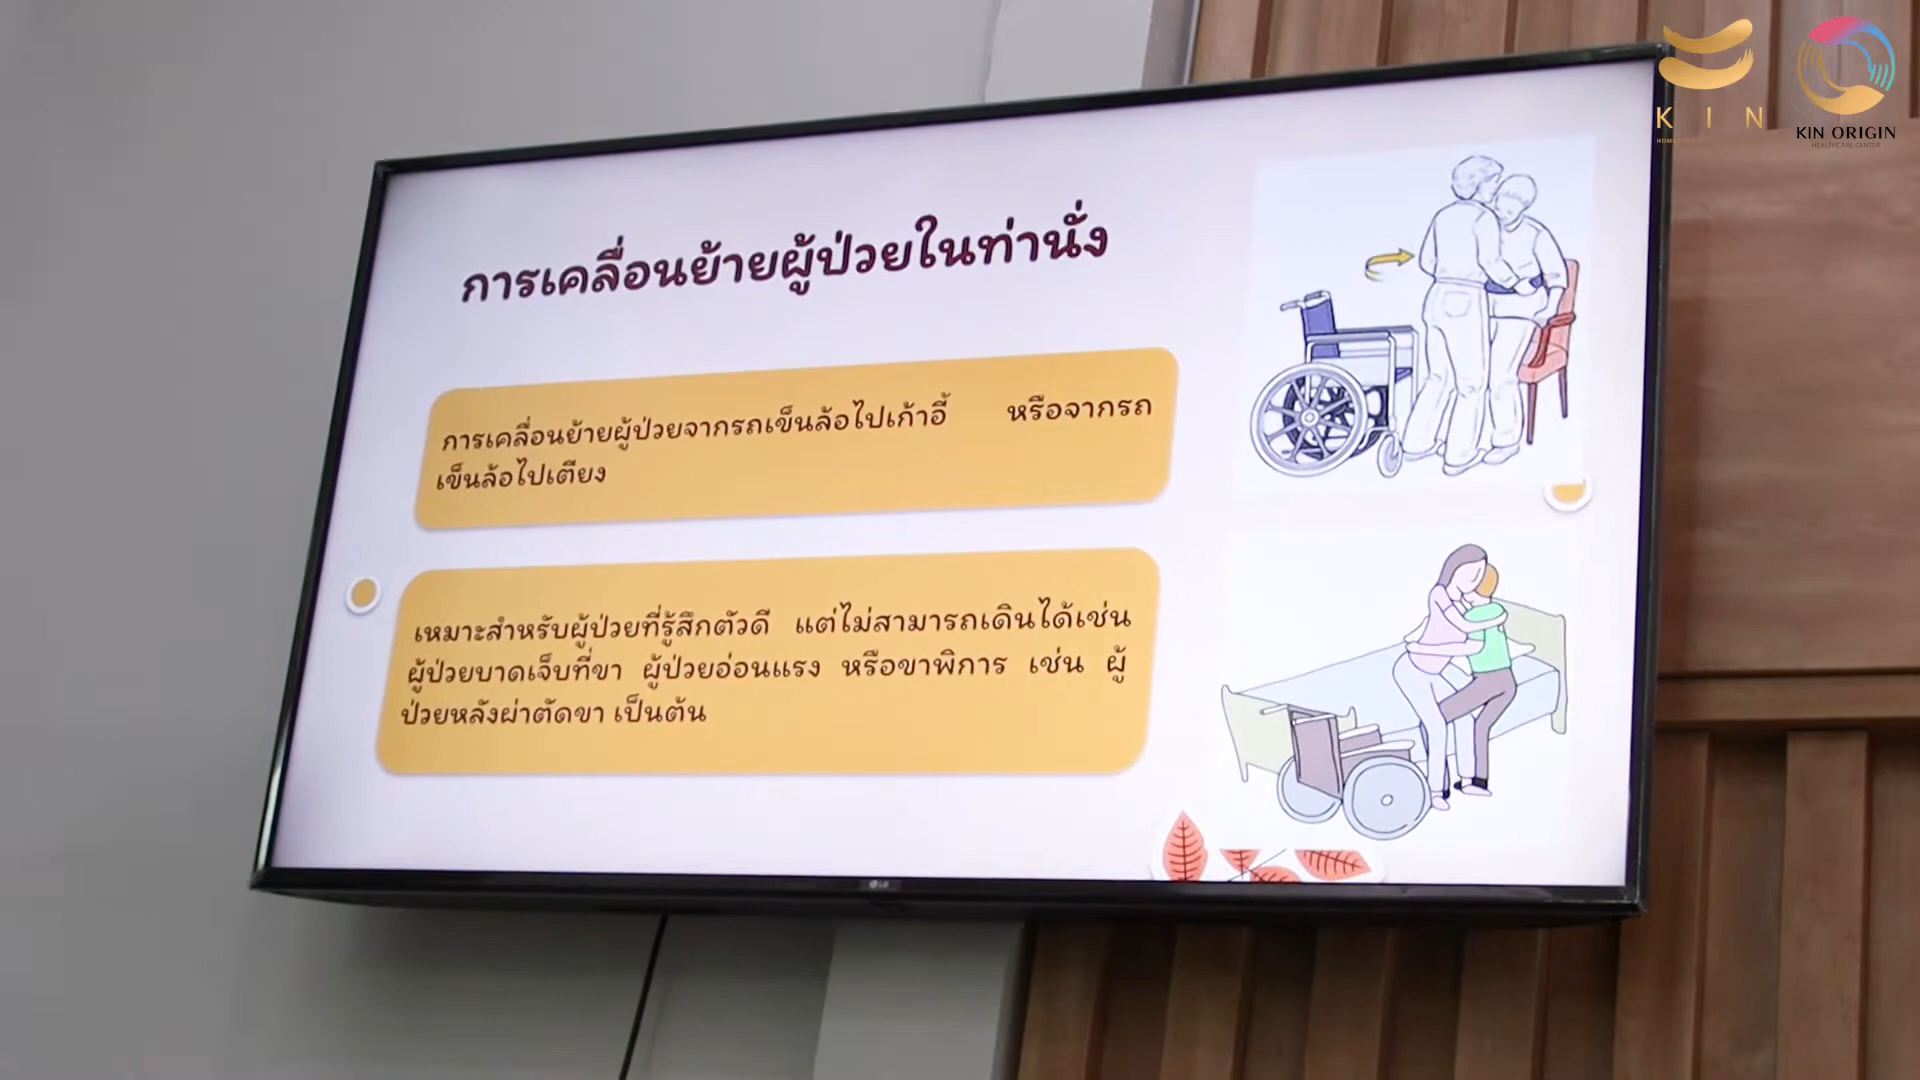 KIN
KIN ORIGIN
HEALTHCARE CENTER
การเคลื่อนย้ายผู้ป่วยในท่านั่ง
การเคลื่อนย้ายผู้ป่วยจากรถเข็นล้อไปเก้าอี้ หรือจากรถ
เข็นล้อไปเตียง
เหมาะสำหรับผู้ป่วยที่รู้สึกตัวดี แต่ไม่สามารถเดินได้เช่น
ผู้ป่วยบาดเจ็บที่ขา ผู้ป่วยอ่อนแรง หรือขาพิการ เช่น ผู้
ป่วยหลังผ่าตัดขา เป็นต้น
LG